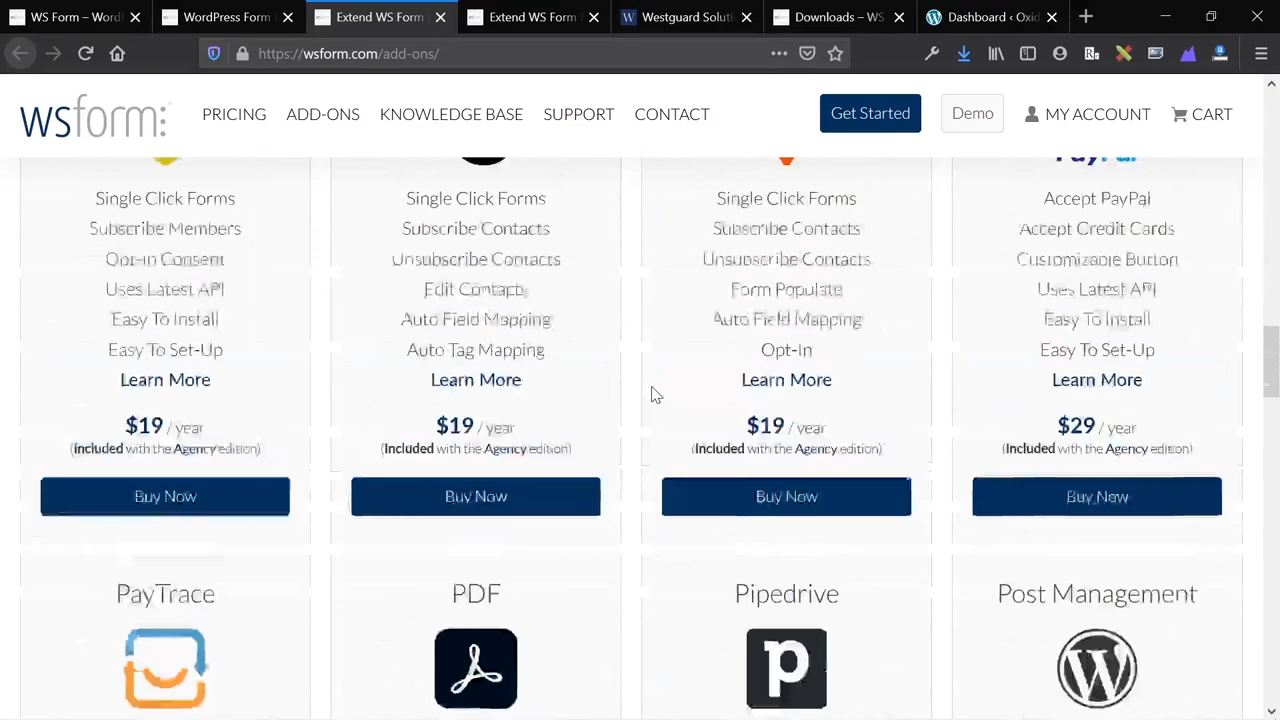 WS Form – WordP
WordPress Form
Extend WS Form
Extend WS Form
Westguard Soluti
Downloads – WS
Dashboard ‹ Oxid
https://wsform.com/add-ons/
wsform:
PRICING
ADD-ONS
KNOWLEDGE BASE
SUPPORT
CONTACT
Get Started
Demo
MY ACCOUNT
CART
PayPal
Single Click Forms
Subscribe Members
Opt-in Consent
Uses Latest API
Easy To Install
Easy To Set-Up
Learn More
$19 / year
(Included with the Agency edition)
Buy Now
Single Click Forms
Subscribe Contacts
Unsubscribe Contacts
Edit Contact
Auto Field Mapping
Auto Tag Mapping
Learn More
$19 / year
(Included with the Agency edition)
Buy Now
Single Click Forms
Subscribe Contacts
Unsubscribe Contacts
Form Populate
Auto Field Mapping
Opt-In
Learn More
$19 / year
(Included with the Agency edition)
Buy Now
Accept PayPal
Accept Credit Cards
Customizable Button
Uses Latest API
Easy To Install
Easy To Set-Up
Learn More
$29 / year
(Included with the Agency edition)
Buy Now
PayTrace
PDF
Pipedrive
Post Management